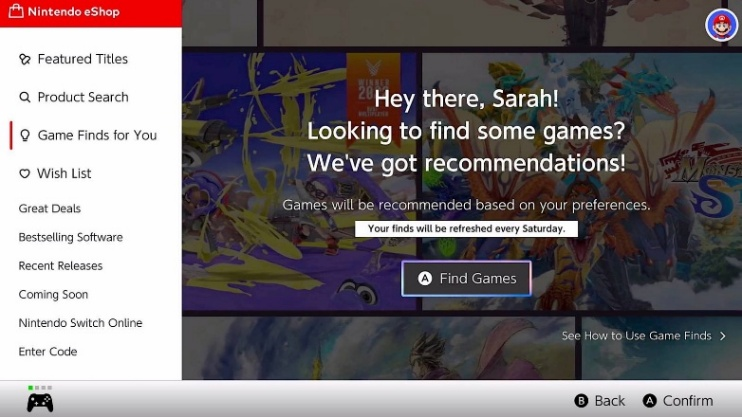 Nintendo eShop
Featured Titles
Product Search
Game Finds for You
Wish List
Great Deals
Bestselling Software
Recent Releases
Coming Soon
Nintendo Switch Online
Enter Code
Hey there, Sarah!
Looking to find some games?
We've got recommendations!
Games will be recommended based on your preferences.
Your finds will be refreshed every Saturday.
A Find Games
See How to Use Game Finds
B Back
A Confirm